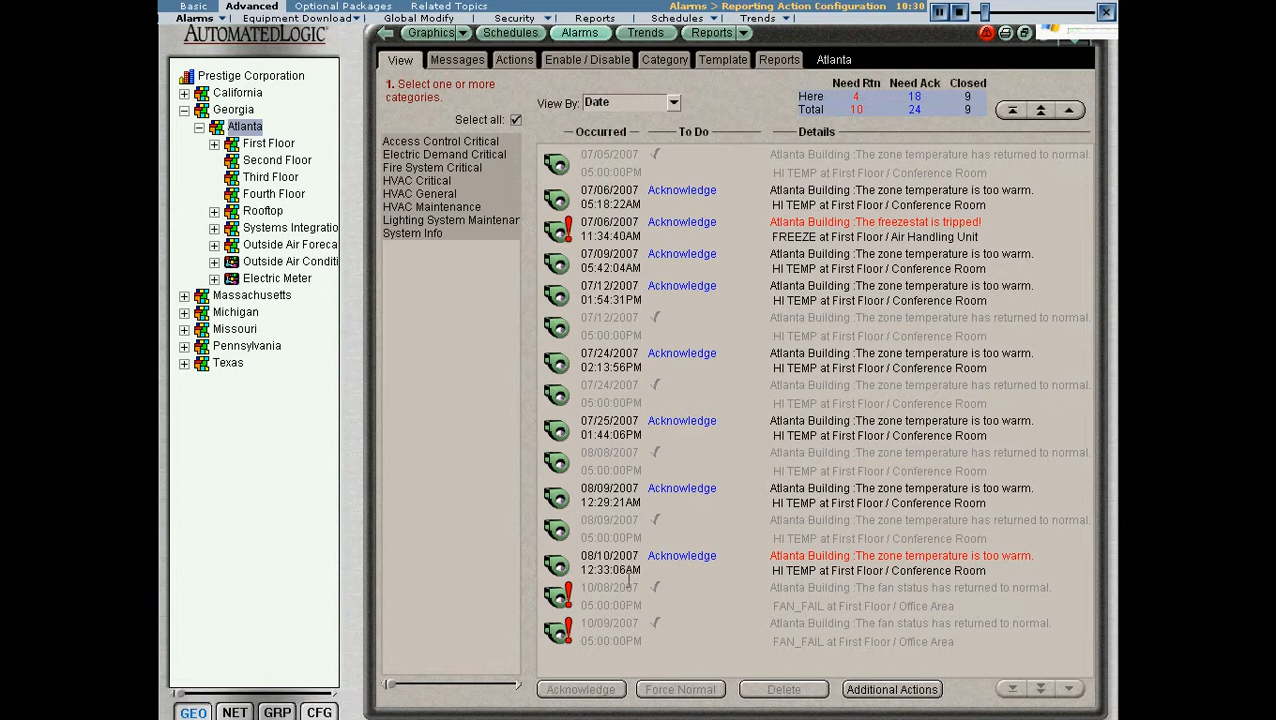 Basic Advanced Optional Packages Related Topics Alarms > Reporting Action Configuration 10:30
Alarms Equipment Download Global Modify Security Reports Schedules Trends
AUTOMATEDLOGIC
Graphics Schedules Alarms Trends Reports
View Messages Actions Enable / Disable Category Template Reports Atlanta
Prestige Corporation
California
Georgia
Atlanta
First Floor
Second Floor
Third Floor
Fourth Floor
Rooftop
Systems Integratio
Outside Air Foreca
Outside Air Conditi
Electric Meter
Massachusetts
Michigan
Missouri
Pennsylvania
Texas
GEO NET GRP CFG
1. Select one or more
categories.
Select all:
Access Control Critical
Electric Demand Critical
Fire System Critical
HVAC Critical
HVAC General
HVAC Maintenance
Lighting System Maintenar
System Info
View By: Date
Need Rtn Need Ack Closed
Here 4 18 9
Total 10 24 9
Occurred To Do Details
07/05/2007 Atlanta Building :The zone temperature has returned to normal.
05:00:00PM HI TEMP at First Floor / Conference Room
07/06/2007 Acknowledge Atlanta Building :The zone temperature is too warm.
05:18:22AM HI TEMP at First Floor / Conference Room
07/06/2007 Acknowledge Atlanta Building :The freezestat is tripped!
11:34:40AM FREEZE at First Floor / Air Handling Unit
07/09/2007 Acknowledge Atlanta Building :The zone temperature is too warm.
05:42:04AM HI TEMP at First Floor / Conference Room
07/12/2007 Acknowledge Atlanta Building :The zone temperature is too warm.
01:54:31PM HI TEMP at First Floor / Conference Room
07/12/2007 Atlanta Building :The zone temperature has returned to normal.
05:00:00PM HI TEMP at First Floor / Conference Room
07/24/2007 Acknowledge Atlanta Building :The zone temperature is too warm.
02:13:56PM HI TEMP at First Floor / Conference Room
07/24/2007 Atlanta Building :The zone temperature has returned to normal.
05:00:00PM HI TEMP at First Floor / Conference Room
07/25/2007 Acknowledge Atlanta Building :The zone temperature is too warm.
01:44:06PM HI TEMP at First Floor / Conference Room
08/08/2007 Atlanta Building :The zone temperature has returned to normal.
05:00:00PM HI TEMP at First Floor / Conference Room
08/09/2007 Acknowledge Atlanta Building :The zone temperature is too warm.
12:29:21AM HI TEMP at First Floor / Conference Room
08/09/2007 Atlanta Building :The zone temperature has returned to normal.
05:00:00PM HI TEMP at First Floor / Conference Room
08/10/2007 Acknowledge Atlanta Building :The zone temperature is too warm.
12:33:06AM HI TEMP at First Floor / Conference Room
10/08/2007 Atlanta Building :The fan status has returned to normal.
05:00:00PM FAN_FAIL at First Floor / Office Area
10/09/2007 Atlanta Building :The fan status has returned to normal.
05:00:00PM FAN_FAIL at First Floor / Office Area
Acknowledge Force Normal Delete Additional Actions